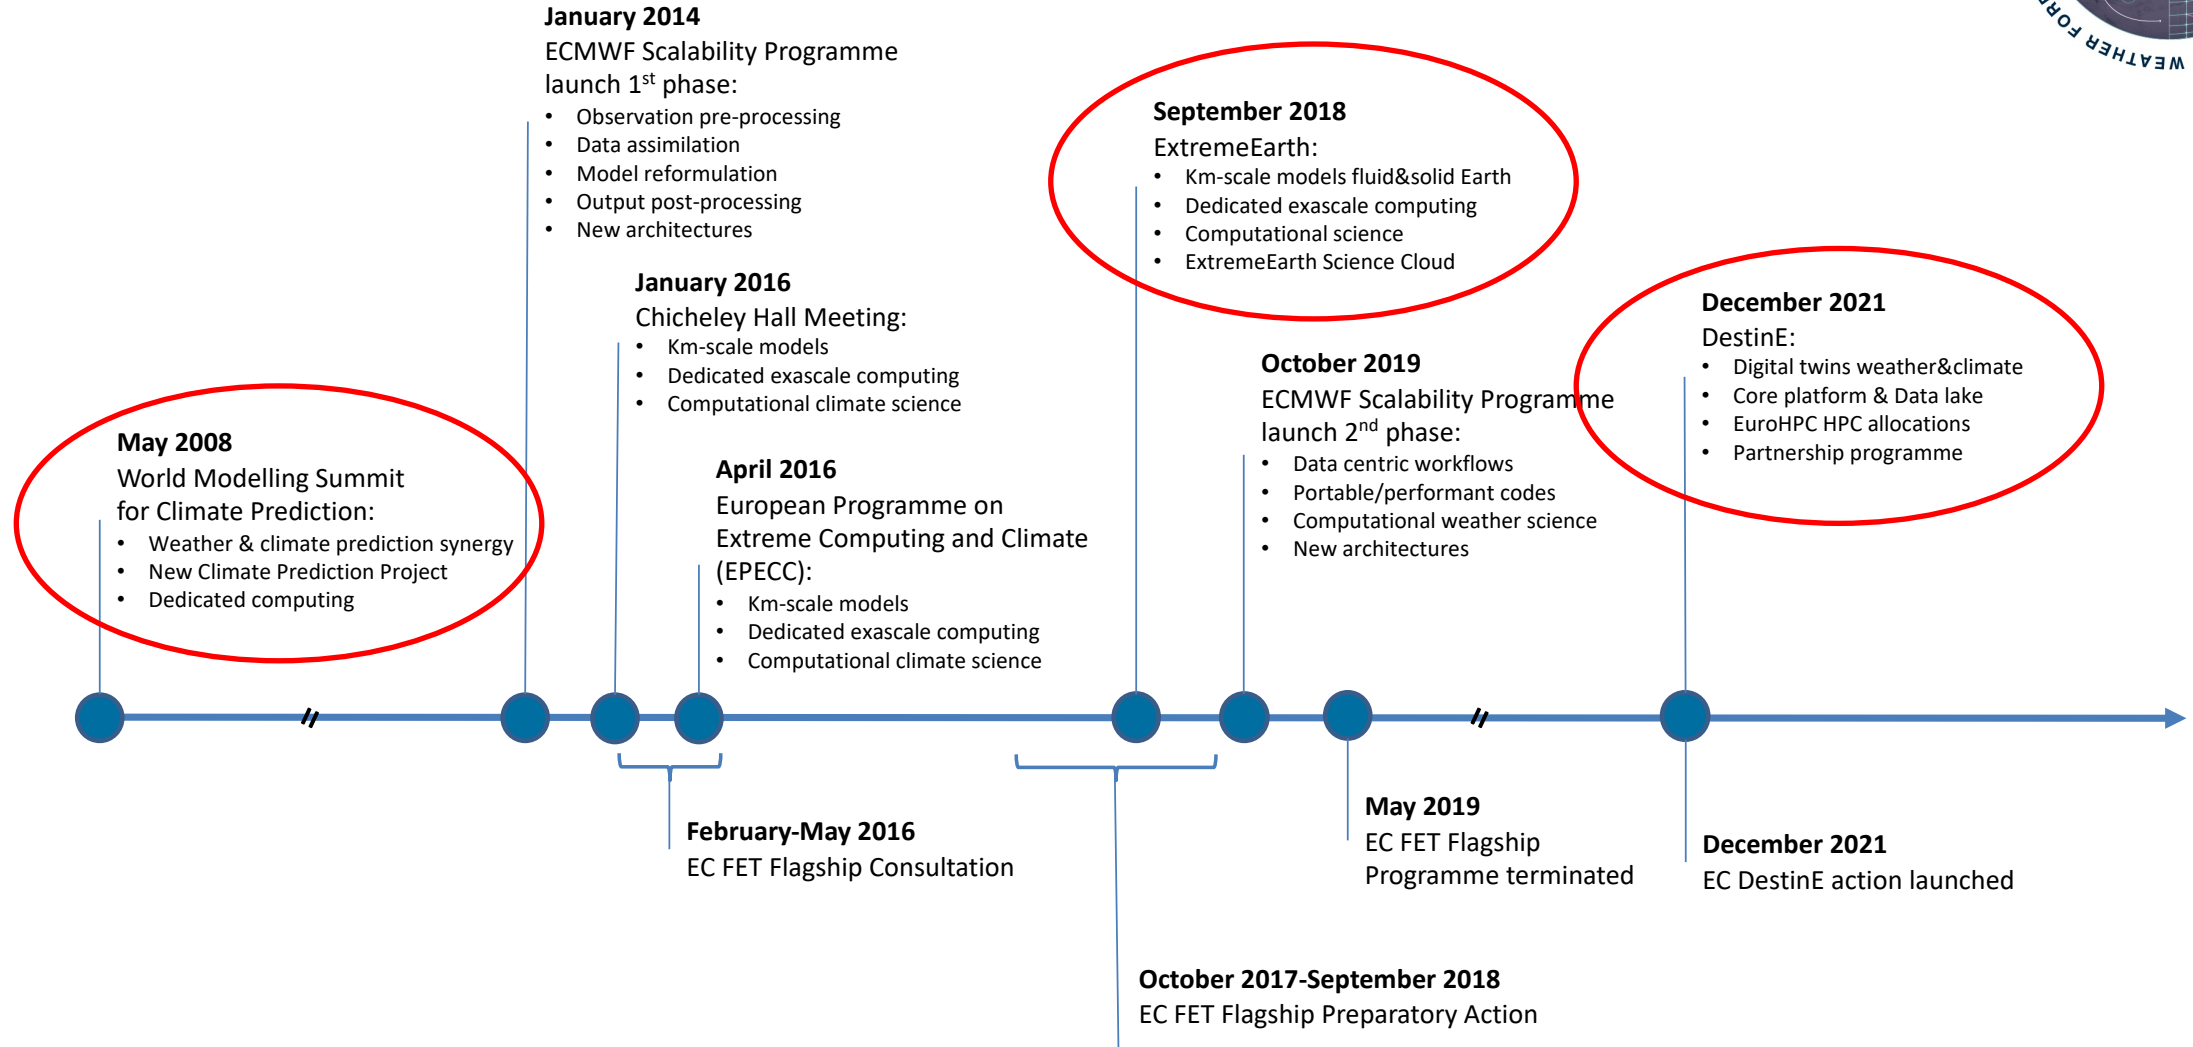 WEATHER
January 2014
ECMWF Scalability Programme
launch 1st phase:
• Observation pre-processing
• Data assimilation
• Model reformulation
• Output post-processing
• New architectures
January 2016
Chicheley Hall Meeting:
• Km-scale models
• Dedicated exascale computing
• Computational climate science
May 2008
World Modelling Summit
for Climate Prediction:
• Weather & climate prediction synergy
• New Climate Prediction Project
• Dedicated computing
April 2016
European Programme on
Extreme Computing and Climate
(EPECC):
• Km-scale models
• Dedicated exascale computing
• Computational climate science
September 2018
ExtremeEarth:
• Km-scale models fluid&solid Earth
• Dedicated exascale computing
• Computational science
• ExtremeEarth Science Cloud
October 2019
ECMWF Scalability Programme
launch 2nd phase:
• Data centric workflows
• Portable/performant codes
• Computational weather science
• New architectures
December 2021
DestinE:
• Digital twins weather&climate
• Core platform & Data lake
• EuroHPC HPC allocations
• Partnership programme
February-May 2016
EC FET Flagship Consultation
May 2019
EC FET Flagship
Programme terminated
December 2021
EC DestinE action launched
October 2017-September 2018
EC FET Flagship Preparatory Action